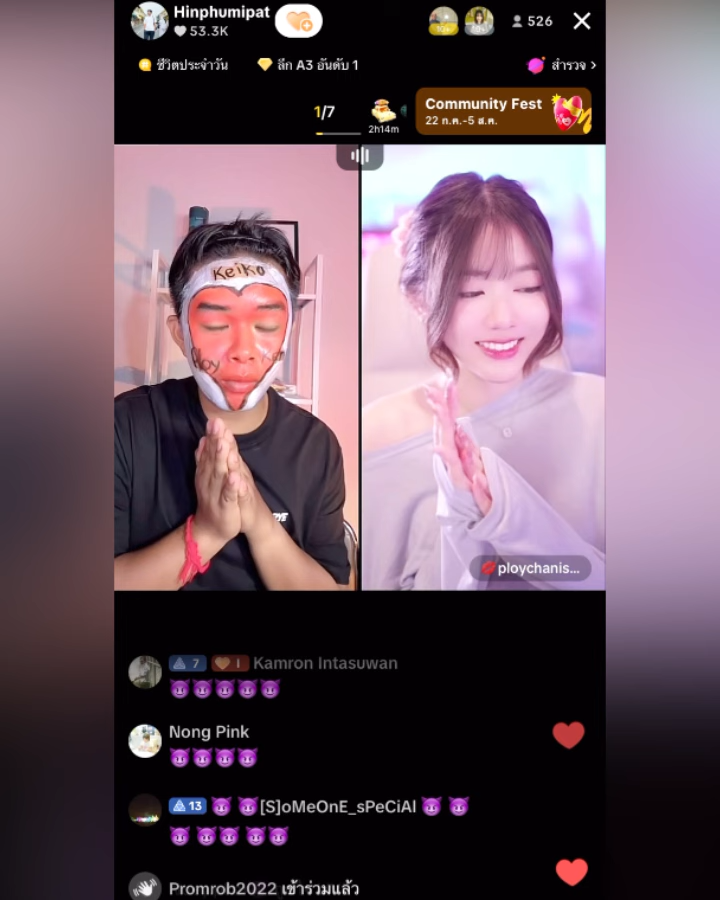 Hinphumipat
53.3K
10+
526
ชีวิตประจำวัน
ลีก A3 อันดับ 1
สำรวจ >
1/7
2h14m
Community Fest
22 ก.ค.-5 ส.ค.
Keiko
ploychanis...
7
I
Kamron Intasuwan
😈😈😈😈😈
Nong Pink
😈😈😈😈
13 😈 😈[S]oMeOnE_sPeCiAl 😈 😈
😈 😈😈 😈😈
Promrob2022 เข้าร่วมแล้ว